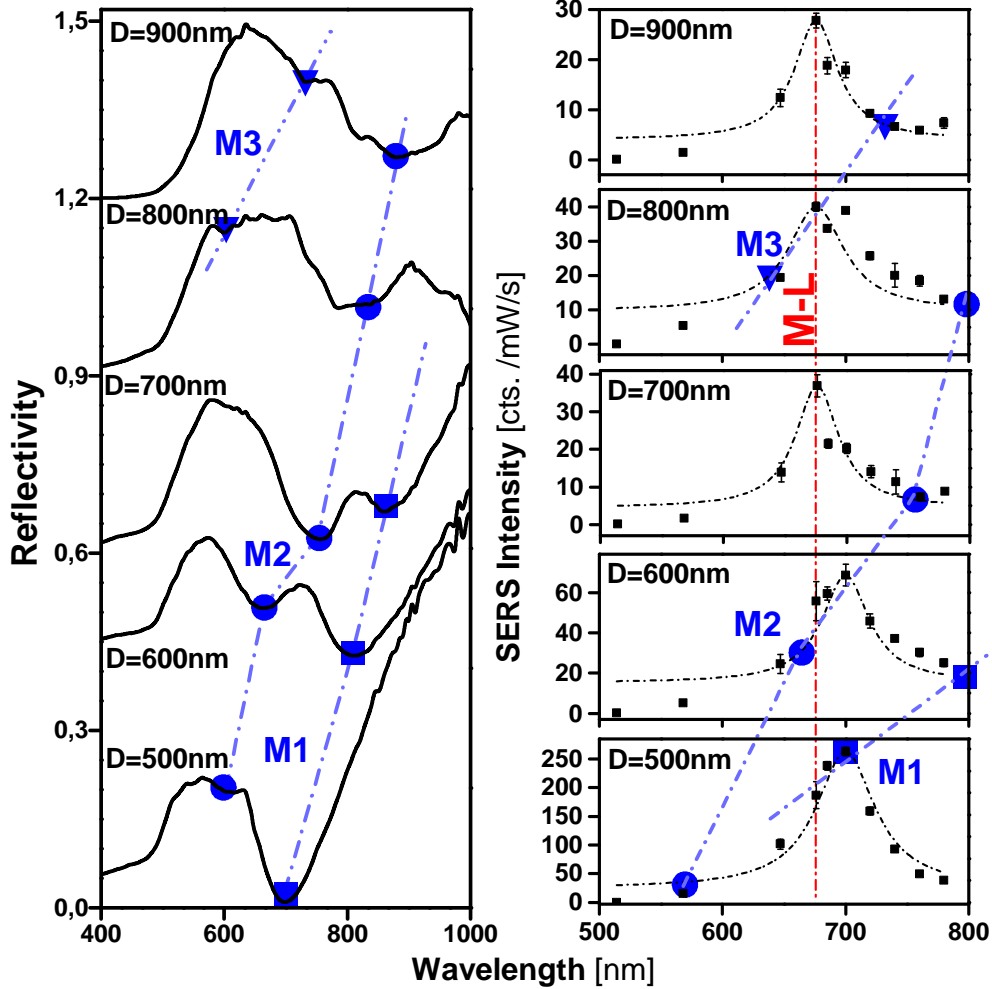 1,5
1,2
0,9
0,6
0,3
0,0
Reflectivity
D=900nm
M3
D=800nm
D=700nm
M2
D=600nm
M1
D=500nm
400 600 800 1000
SERS Intensity [cts. /mW/s]
30
20
10
0
D=900nm
40
30
20
10
0
D=800nm
M3
M-L
40
30
20
10
0
D=700nm
60
40
20
0
D=600nm
M2
250
200
150
100
50
0
D=500nm
M1
500 600 700 800
Wavelength [nm]